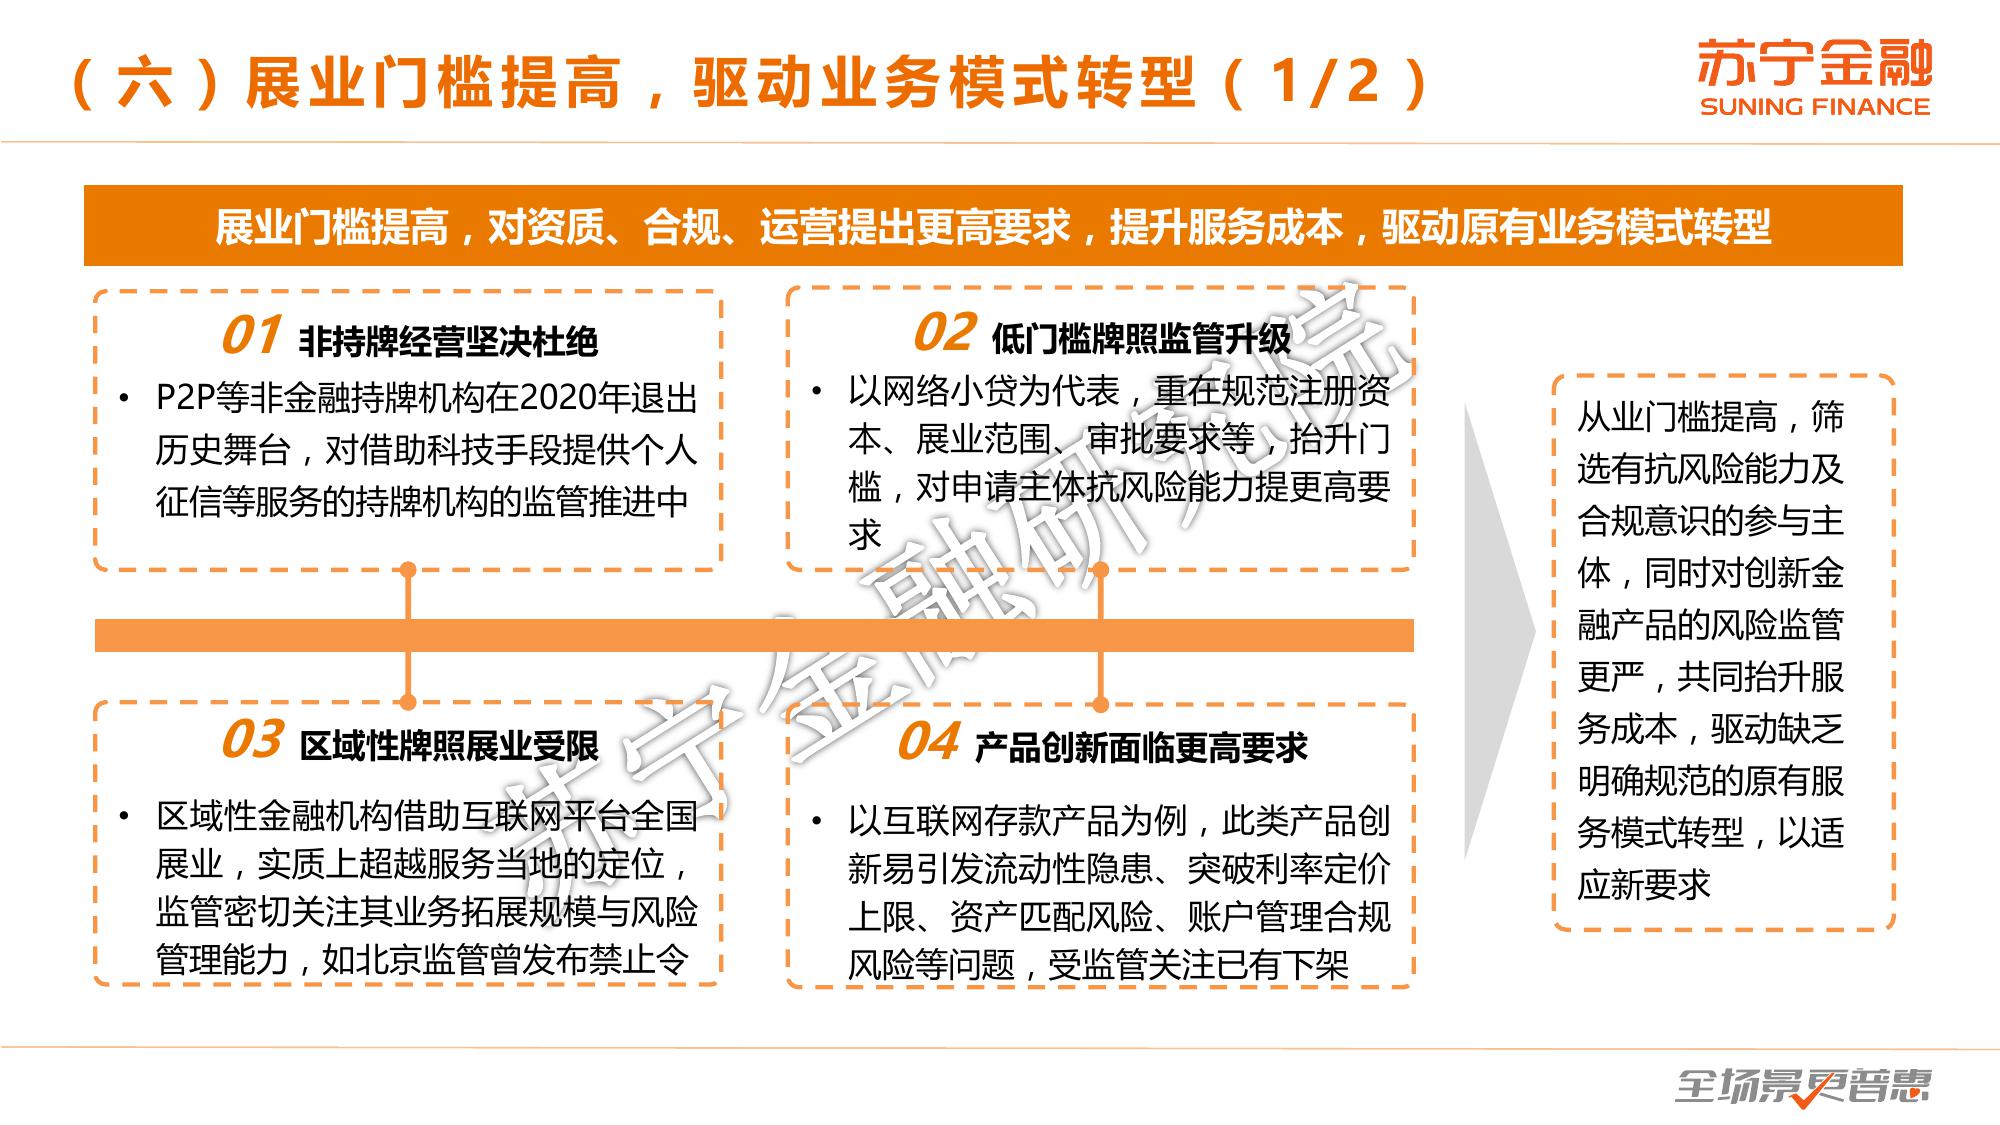 （六）展业门槛提高，驱动业务模式转型（1/2）
苏宁金融
SUNING FINANCE
展业门槛提高，对资质、合规、运营提出更高要求，提升服务成本，驱动原有业务模式转型
01 非持牌经营坚决杜绝
• P2P等非金融持牌机构在2020年退出
历史舞台，对借助科技手段提供个人
征信等服务的持牌机构的监管推进中
02 低门槛牌照监管升级
• 以网络小贷为代表，重在规范注册资
本、展业范围、审批要求等，抬升门
槛，对申请主体抗风险能力提更高要
求
03 区域性牌照展业受限
• 区域性金融机构借助互联网平台全国
展业，实质上超越服务当地的定位，
监管密切关注其业务拓展规模与风险
管理能力，如北京监管曾发布禁止令
04 产品创新面临更高要求
• 以互联网存款产品为例，此类产品创
新易引发流动性隐患、突破利率定价
上限、资产匹配风险、账户管理合规
风险等问题，受监管关注已有下架
从业门槛提高，筛
选有抗风险能力及
合规意识的参与主
体，同时对创新金
融产品的风险监管
更严，共同抬升服
务成本，驱动缺乏
明确规范的原有服
务模式转型，以适
应新要求
苏宁金融研究院
全场景更普惠